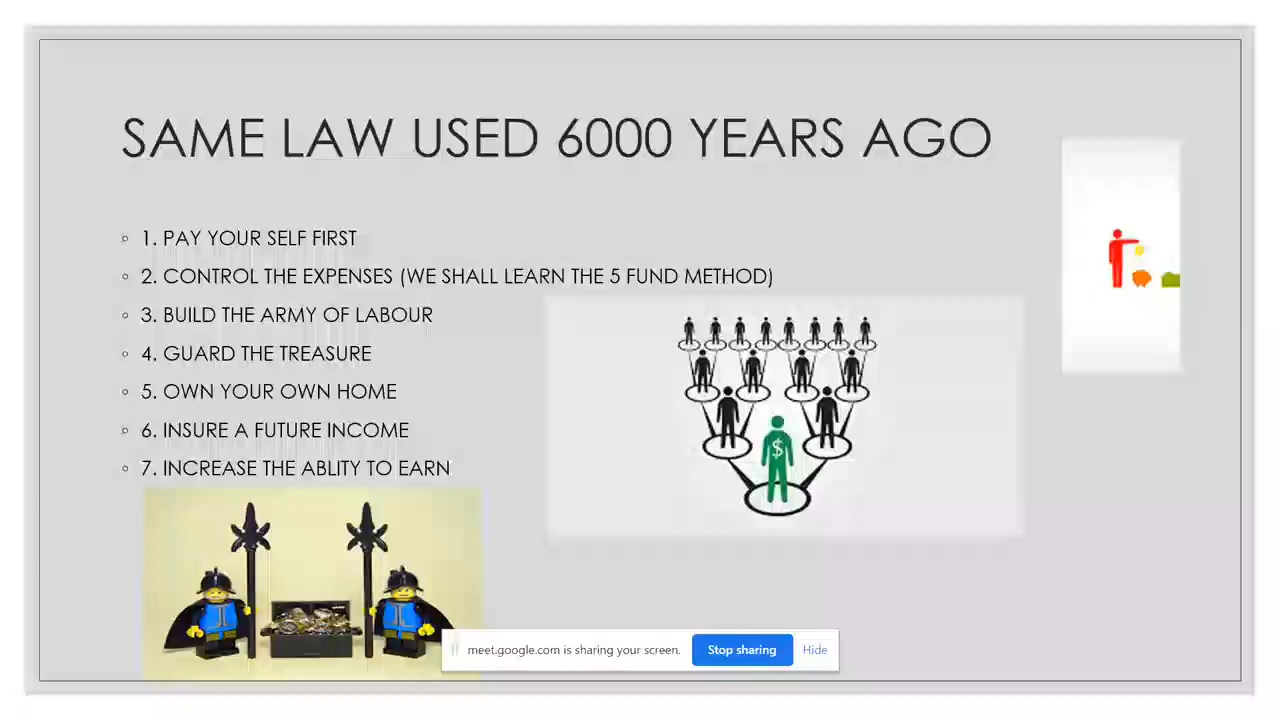 SAME LAW USED 6000 YEARS AGO
◦ 1. PAY YOUR SELF FIRST
◦ 2. CONTROL THE EXPENSES (WE SHALL LEARN THE 5 FUND METHOD)
◦ 3. BUILD THE ARMY OF LABOUR
◦ 4. GUARD THE TREASURE
◦ 5. OWN YOUR OWN HOME
◦ 6. INSURE A FUTURE INCOME
◦ 7. INCREASE THE ABLITY TO EARN
$
meet.google.com is sharing your screen. Stop sharing Hide